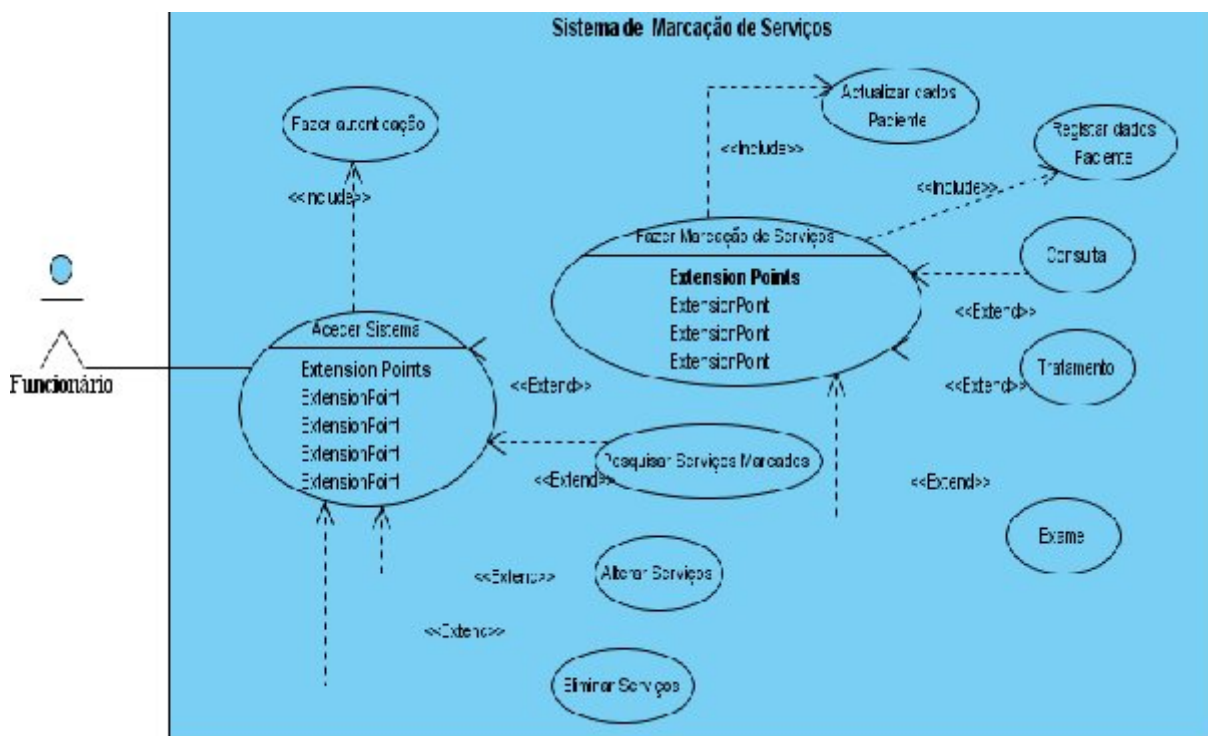 Sistema de Marcação de Serviços
Actualizar dados
Paciente
Fazer autenticação
Registar dados
Paciente
<<Include>>
<<Include>>
<<Include>>
Fazer Marcação de Serviços
Extension Points
ExtensionPoint
ExtensionPoint
ExtensionPoint
Consulta
<<Extend>>
Aceder Sistema
Extension Points
ExtensionPoint
ExtensionPoint
ExtensionPoint
ExtensionPoint
Funcionário
<<Extend>>
<<Extend>>
Tratamento
Pesquisar Serviços Marcados
<<Extend>>
<<Extend>>
Exame
<<Extend>>
Alterar Serviços
<<Extend>>
Eliminar Serviços